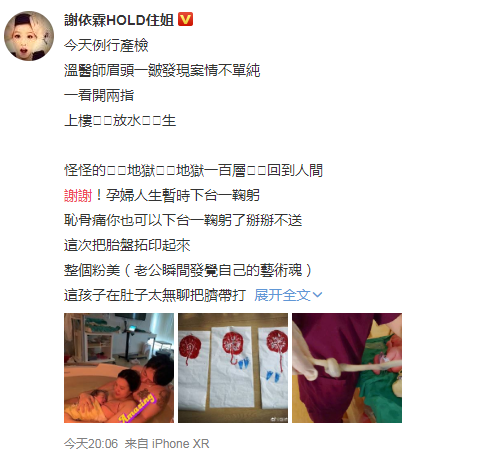 謝依霖HOLD住姐
今天例行產檢
溫醫師眉頭一皺發現案情不單純
一看開兩指
上樓□□放水□□生
怪怪的□□地獄□□地獄一百層□□回到人間
謝謝！孕婦人生暫時下台一鞠躬
恥骨痛你也可以下台一鞠躬了掰掰不送
這次把胎盤拓印起來
整個粉美（老公瞬間發覺自己的藝術魂）
這孩子在肚子太無聊把臍帶打 展開全文
Amazing
今天20:06 来自 iPhone XR